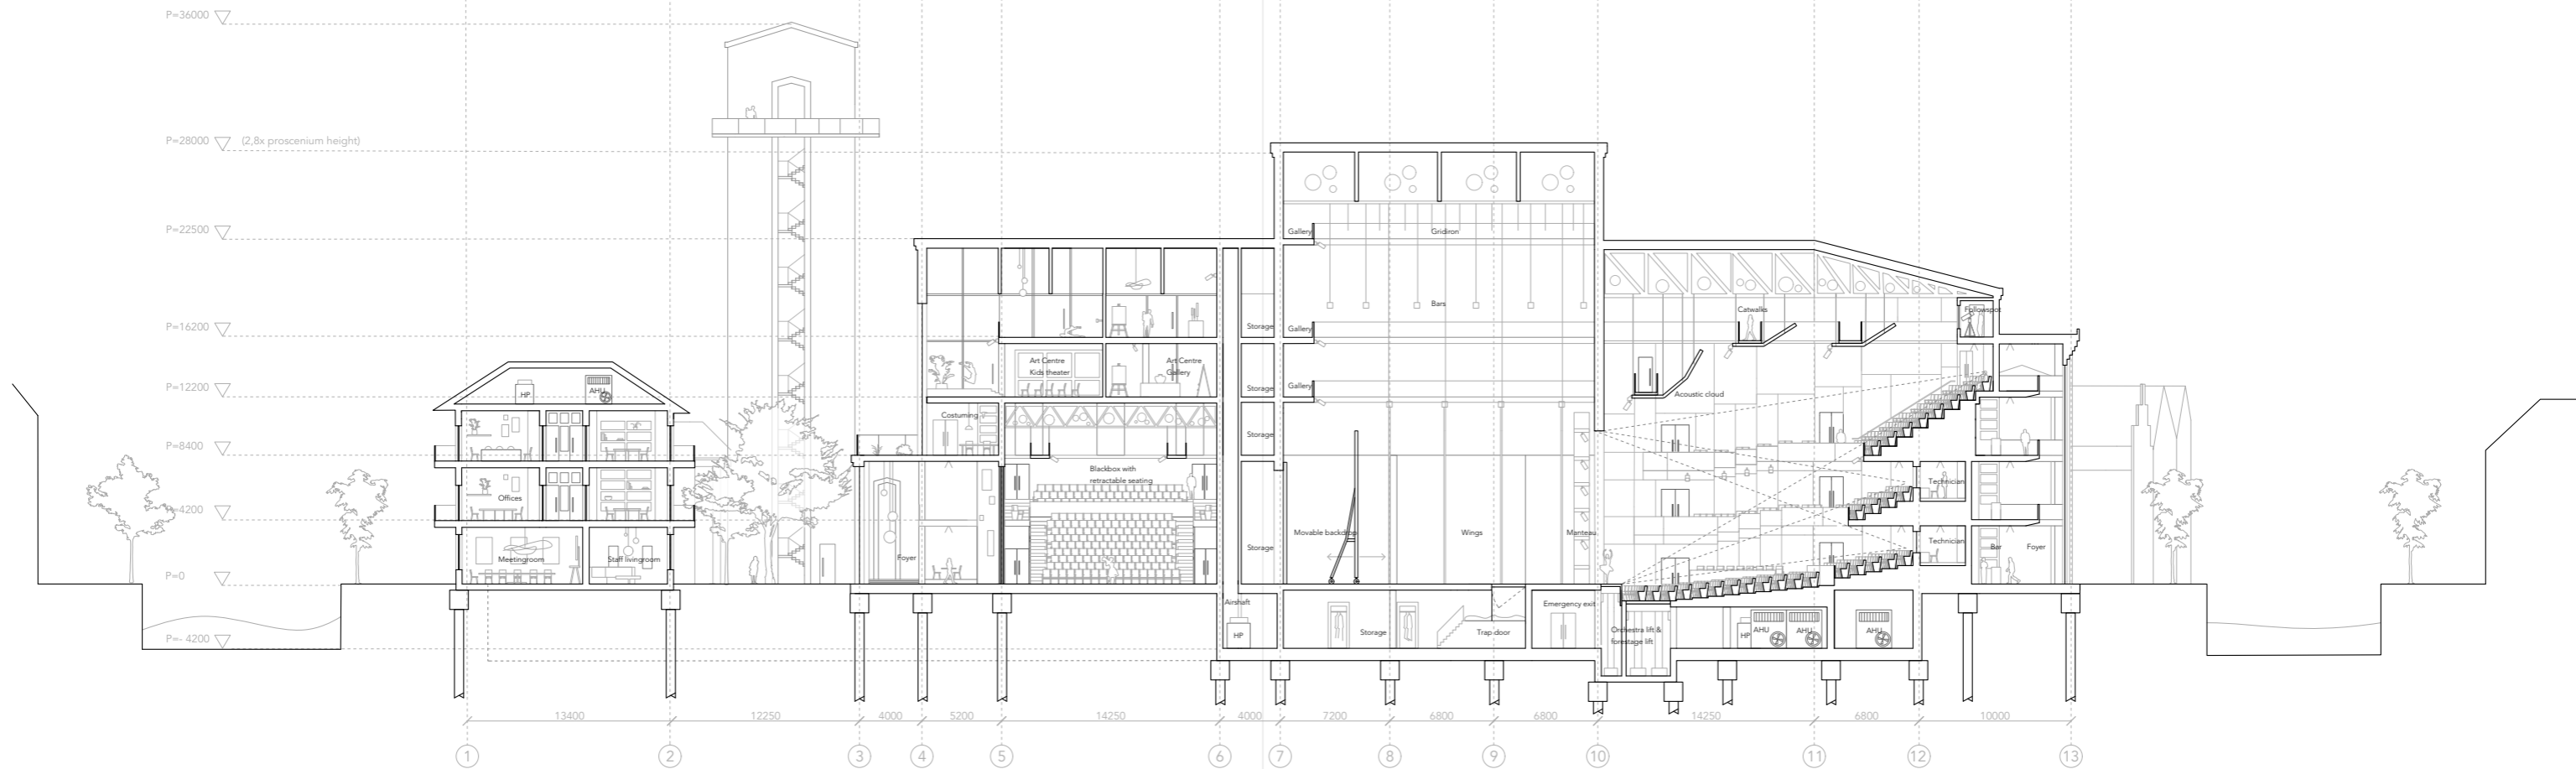 P=36000
P=28000 (2,8x proscenium height)
P=22500
P=16200
P=12200
P=8400
P=4200
P=0
P=- 4200
HP
AHU
Offices
Meetingroom
Staff livingroom
Costuming
Foyer
Art Centre
Kids theater
Art Centre
Gallery
Blackbox with
retractable seating
Storage
Storage
Storage
Storage
Airshaft
HP
Gallery
Gallery
Gallery
Gridiron
Bars
Movable backdrop
Wings
Manteau
Storage
Trap door
Emergency exit
Orchestra lift &
forestage lift
Catwalks
Followspot
Acoustic cloud
Technician
Technician
Bar
Foyer
HP
AHU
AHU
AHU
13400
12250
4000
5200
14250
4000
7200
6800
6800
14250
6800
10000
1
2
3
4
5
6
7
8
9
10
11
12
13